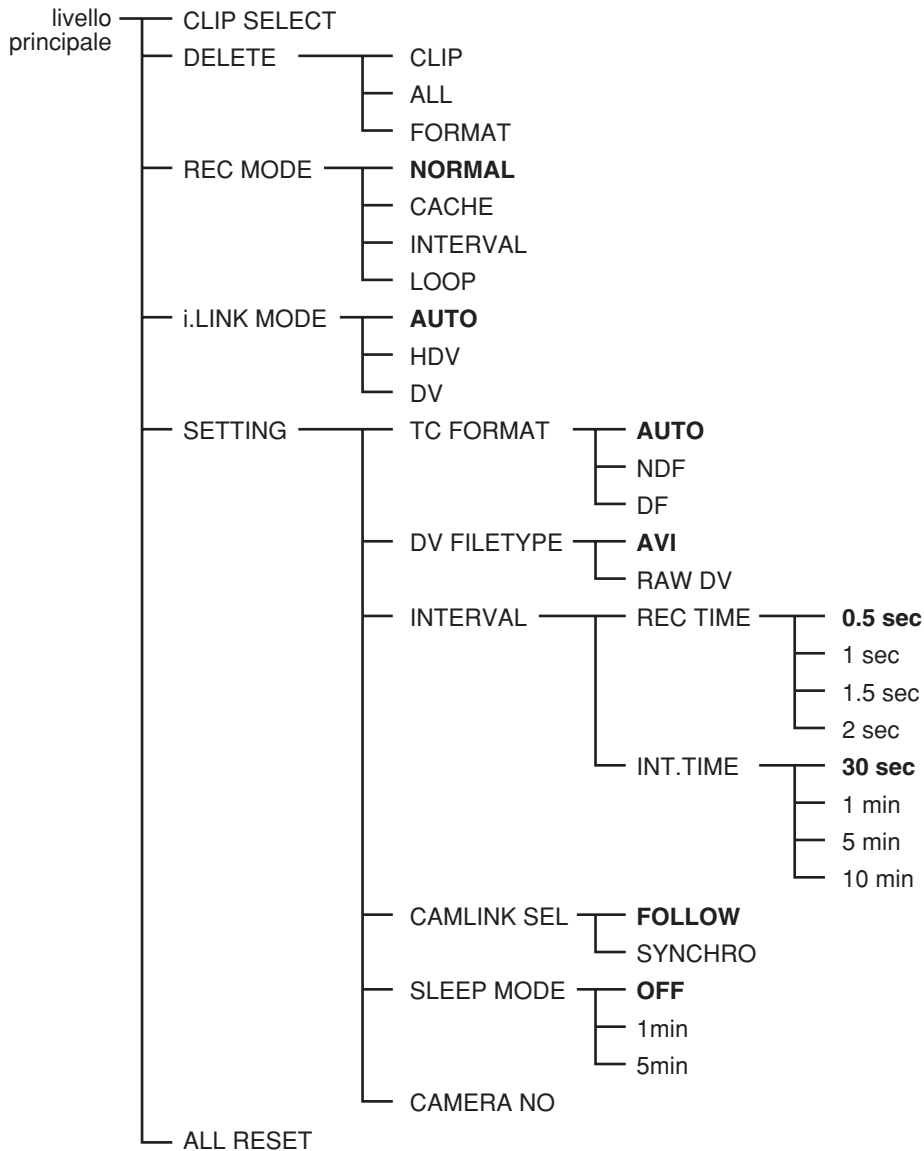 livello principale
CLIP SELECT
DELETE
CLIP
ALL
FORMAT
REC MODE
NORMAL
CACHE
INTERVAL
LOOP
i.LINK MODE
AUTO
HDV
DV
SETTING
TC FORMAT
AUTO
NDF
DF
DV FILETYPE
AVI
RAW DV
INTERVAL
REC TIME
0.5 sec
1 sec
1.5 sec
2 sec
INT.TIME
30 sec
1 min
5 min
10 min
CAMLINK SEL
FOLLOW
SYNCHRO
SLEEP MODE
OFF
1min
5min
CAMERA NO
ALL RESET